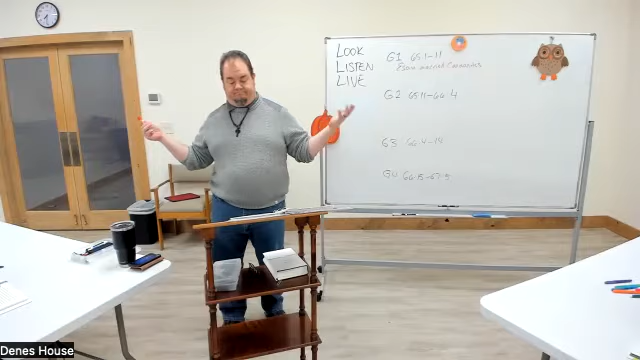 LOOK
LISTEN
LIVE
G1 65.1-11
G2 65.11-66.4
G3 66.4-14
G4 66.15-67.5
Denes House